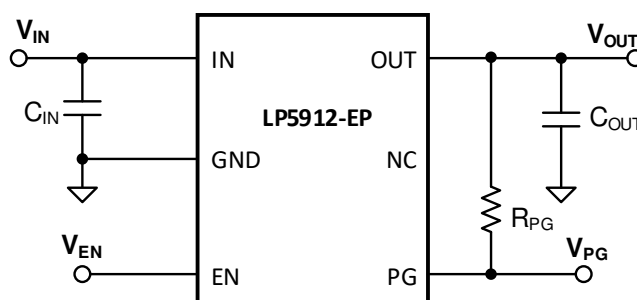 VIN
VOUT
IN
OUT
LP5912-EP
CIN
COUT
GND
NC
RPG
VEN
VPG
EN
PG